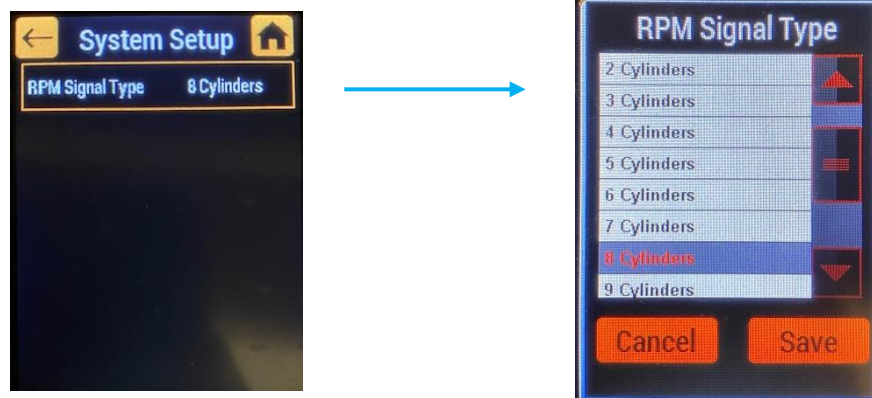 System Setup
RPM Signal Type 8 Cylinders
RPM Signal Type
2 Cylinders
3 Cylinders
4 Cylinders
5 Cylinders
6 Cylinders
7 Cylinders
8 Cylinders
9 Cylinders
Cancel Save